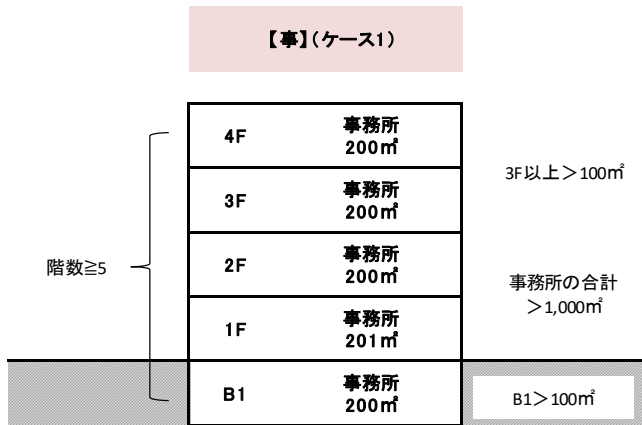 【事】(ケース1)
4F 事務所
200㎡
3F以上＞100㎡
3F 事務所
200㎡
階数≧5
2F 事務所
200㎡
事務所の合計
＞1,000㎡
1F 事務所
201㎡
B1 事務所
200㎡
B1＞100㎡